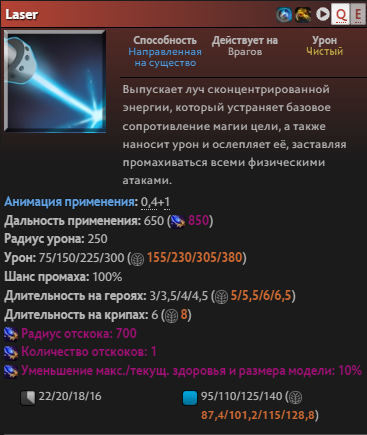 Laser Q E
Способность Действует на Урон
Направленная на существо Врагов Чистый
Выпускает луч сконцентрированной
энергии, который устраняет базовое
сопротивление магии цели, а также
наносит урон и ослепляет её, заставляя
промахиваться всеми физическими
атаками.
Анимация применения: 0,4+1
Дальность применения: 650 (850)
Радиус урона: 250
Урон: 75/150/225/300 (155/230/305/380)
Шанс промаха: 100%
Длительность на героях: 3/3,5/4/4,5 (5/5,5/6/6,5)
Длительность на крипах: 6 (8)
Радиус отскока: 700
Количество отскоков: 1
Уменьшение макс./текущ. здоровья и размера модели: 10%
22/20/18/16 95/110/125/140 (
87,4/101,2/115/128,8)